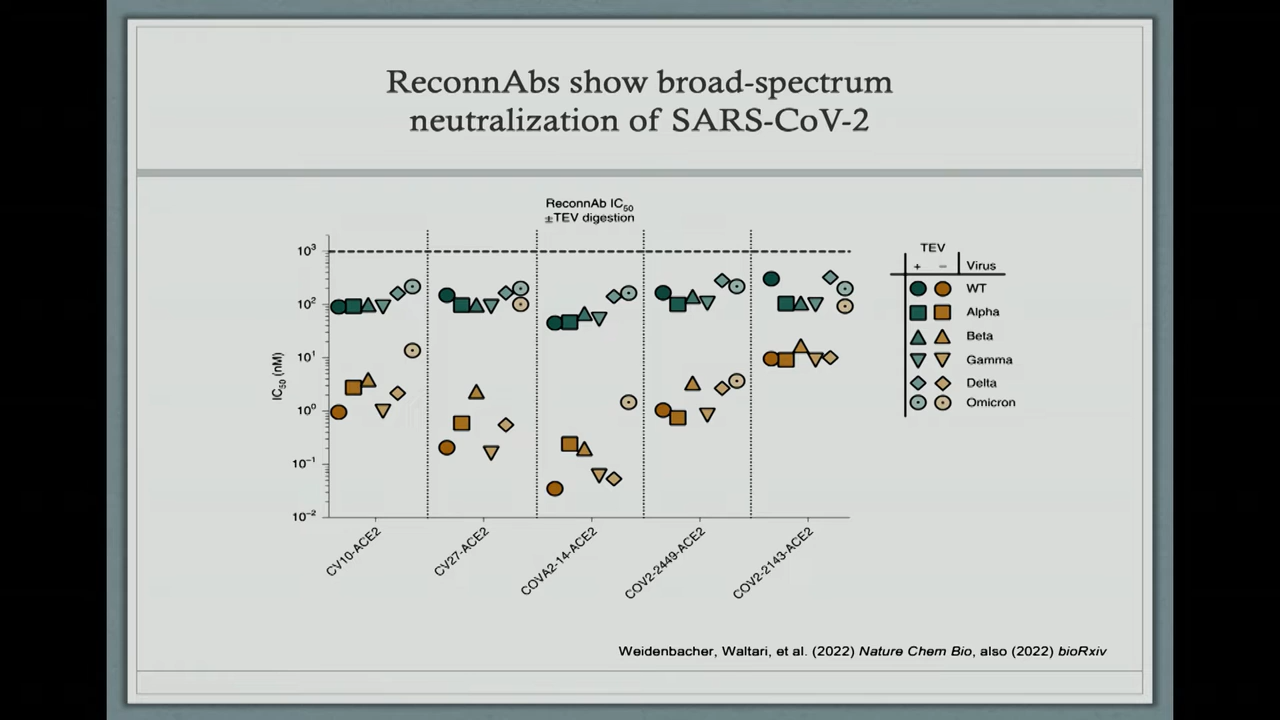 ReconnAbs show broad-spectrum
neutralization of SARS-CoV-2
ReconnAb IC50
±TEV digestion
IC50 (nM)
10³
10²
10¹
10⁰
10⁻¹
10⁻²
CV10-ACE2
CV27-ACE2
COVA2-14-ACE2
COV2-2449-ACE2
COV2-2143-ACE2
TEV
+ – Virus
WT
Alpha
Beta
Gamma
Delta
Omicron
Weidenbacher, Waltari, et al. (2022) Nature Chem Bio, also (2022) bioRxiv